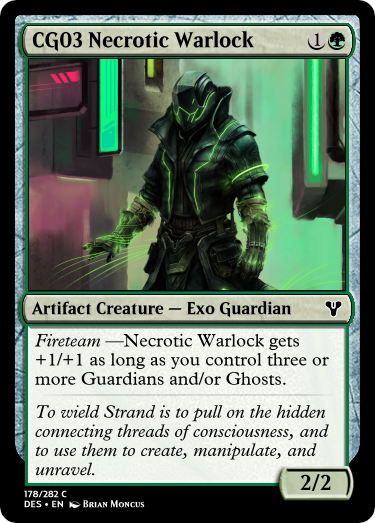 CG03 Necrotic Warlock 1
Artifact Creature — Exo Guardian
Fireteam —Necrotic Warlock gets
+1/+1 as long as you control three or
more Guardians and/or Ghosts.
To wield Strand is to pull on the hidden
connecting threads of consciousness, and
to use them to create, manipulate, and
unravel.
2/2
178/282 C
DES • EN Brian Moncus